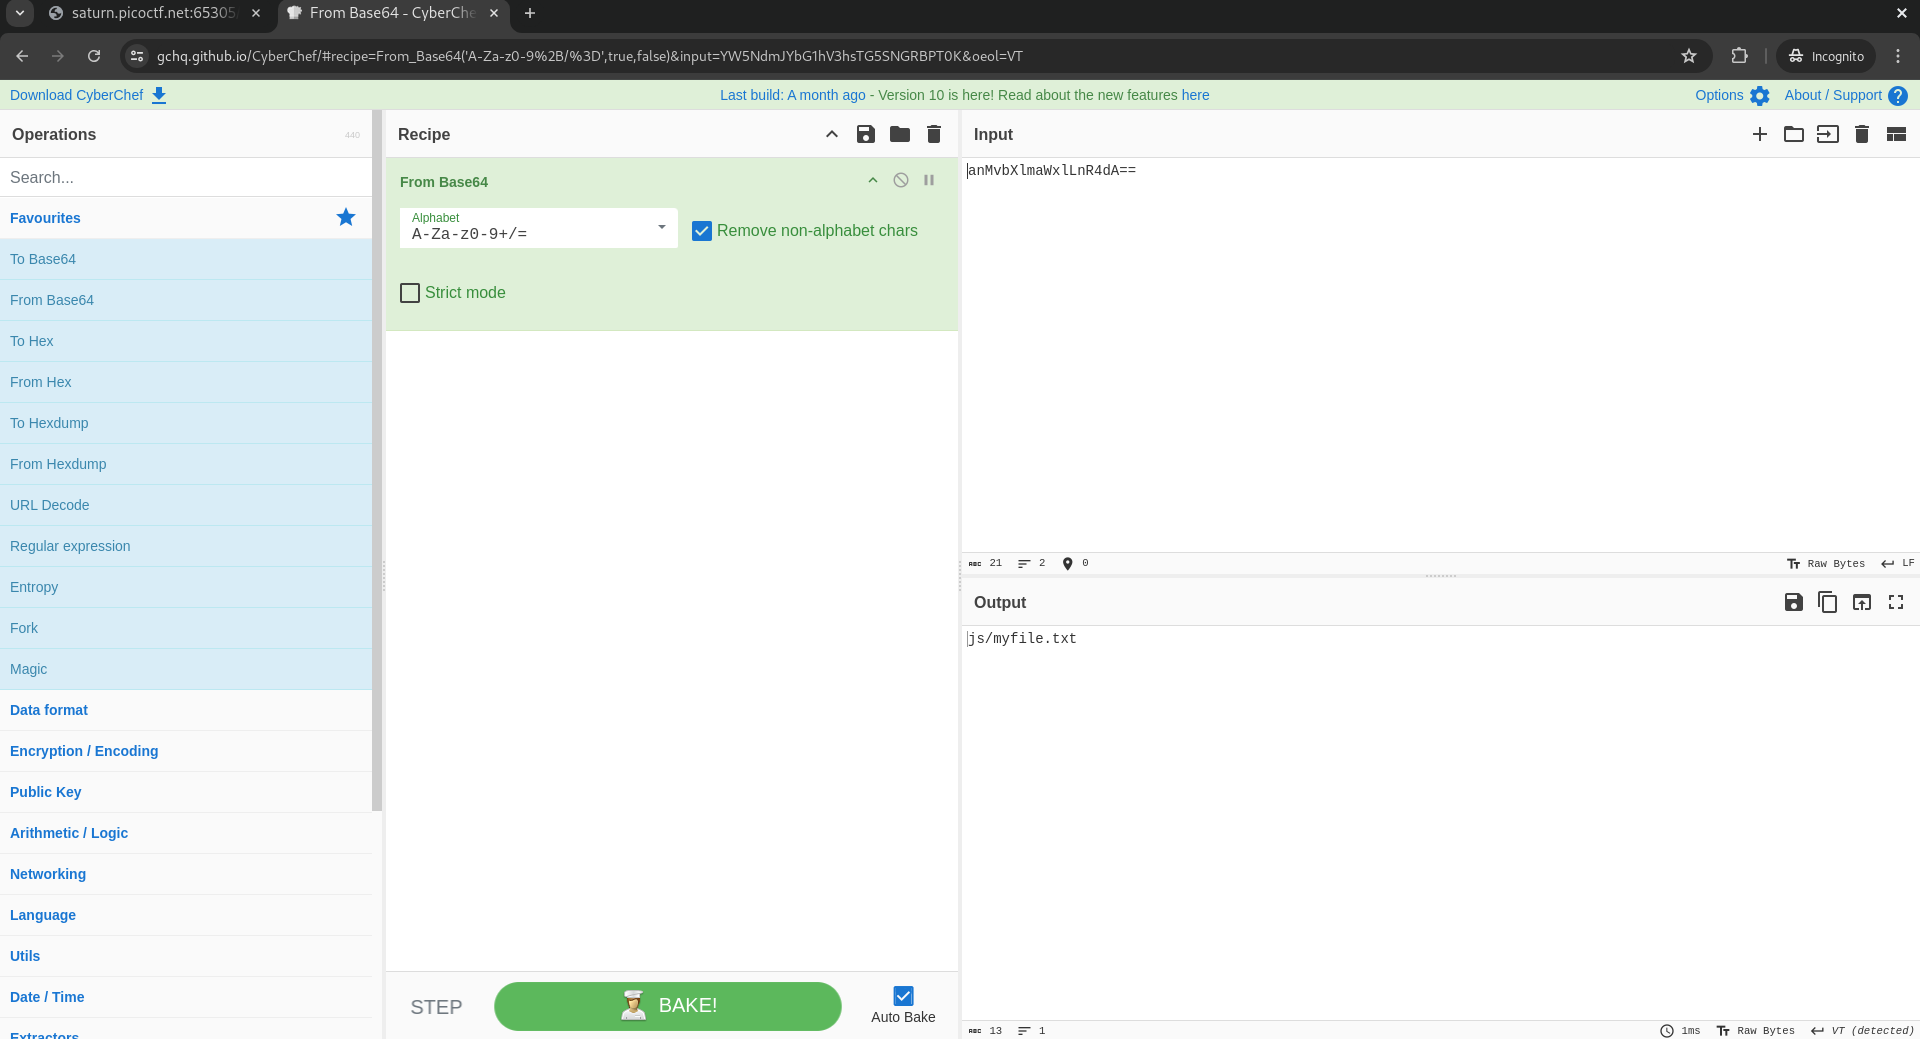 saturn.picoctf.net:65305
From Base64 - CyberChe
gchq.github.io/CyberChef/#recipe=From_Base64('A-Za-z0-9%2B/%3D',true,false)&input=YW5NdmJYbG1hV3hsTG5SNGRBPT0K&oeol=VT
Incognito
Download CyberChef
Last build: A month ago - Version 10 is here! Read about the new features here
Options
About / Support
Operations
440
Search...
Favourites
To Base64
From Base64
To Hex
From Hex
To Hexdump
From Hexdump
URL Decode
Regular expression
Entropy
Fork
Magic
Data format
Encryption / Encoding
Public Key
Arithmetic / Logic
Networking
Language
Utils
Date / Time
Extractors
Recipe
From Base64
Alphabet
A-Za-z0-9+/=
Remove non-alphabet chars
Strict mode
STEP
BAKE!
Auto Bake
Input
anMvbXlmaWxlLnR4dA==
ABC 21 2 0
Raw Bytes LF
Output
js/myfile.txt
ABC 13 1
1ms Raw Bytes VT (detected)